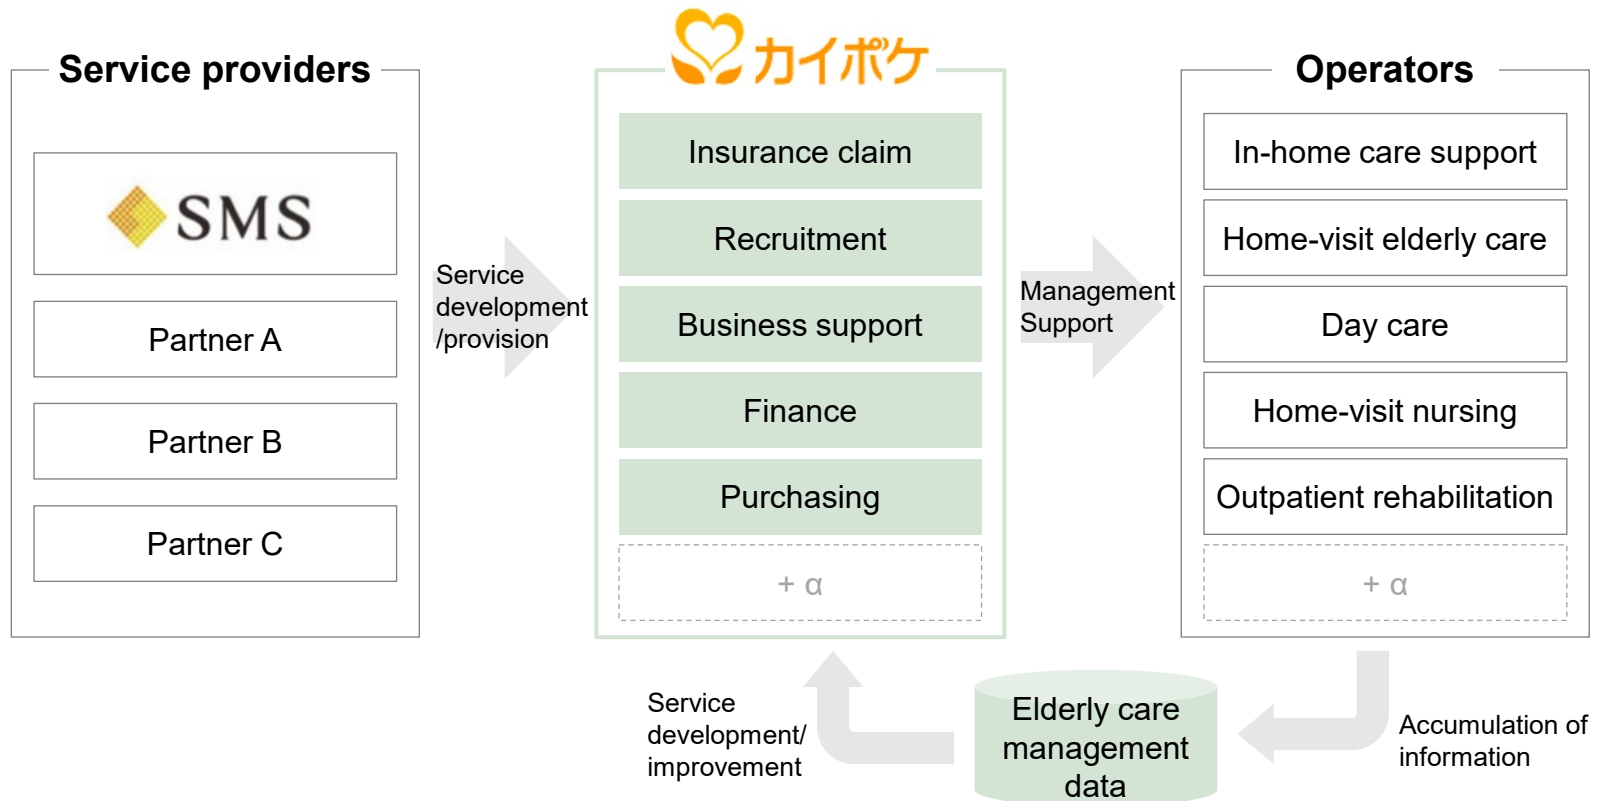 Service providers
SMS
Partner A
Partner B
Partner C
Service
development
/provision
カイポケ
Insurance claim
Recruitment
Business support
Finance
Purchasing
+ α
Management
Support
Operators
In-home care support
Home-visit elderly care
Day care
Home-visit nursing
Outpatient rehabilitation
+ α
Service
development/
improvement
Elderly care
management
data
Accumulation of
information